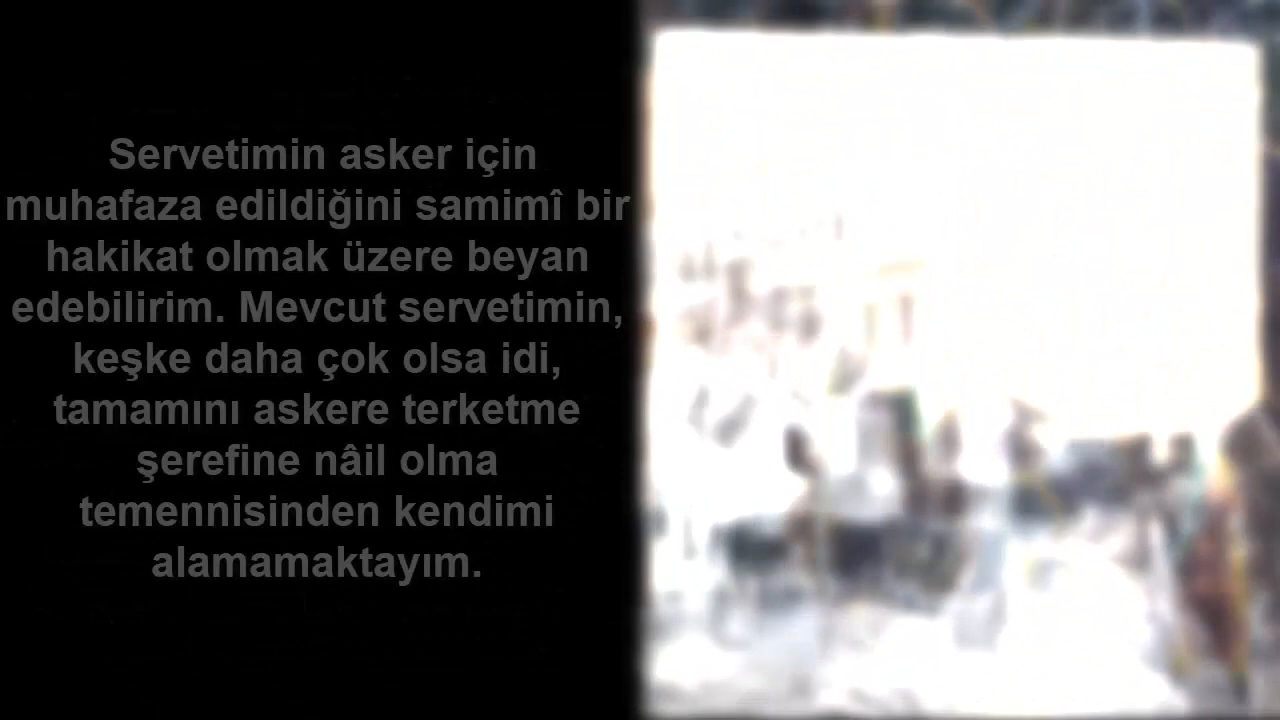 Servetimin asker için
muhafaza edildiğini samimî bir
hakikat olmak üzere beyan
edebilirim. Mevcut servetimin,
keşke daha çok olsa idi,
tamamını askere terketme
şerefine nâil olma
temennisinden kendimi
alamamaktayım.